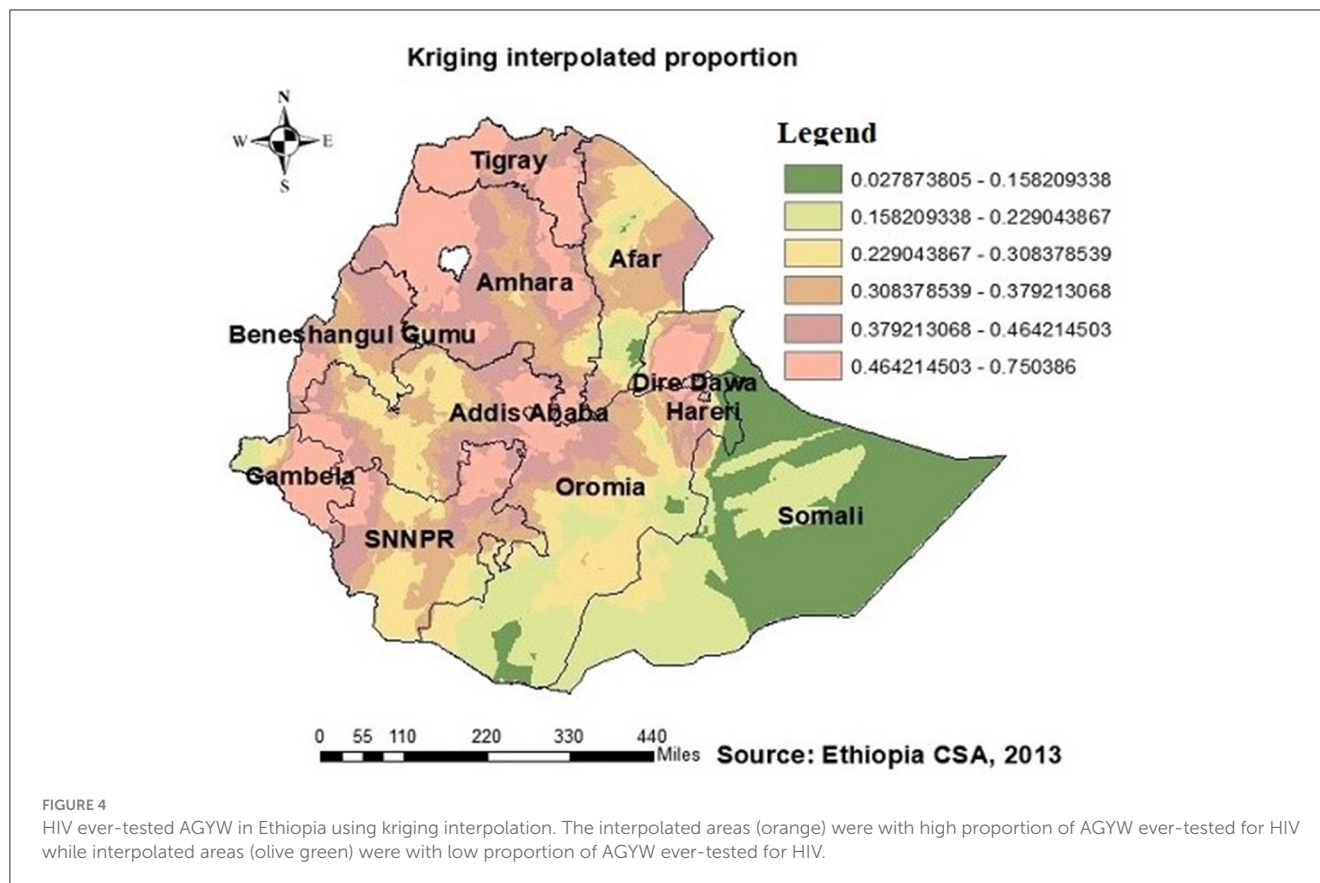 Kriging interpolated proportion
N
W E
S
Legend
0.027873805 - 0.158209338
0.158209338 - 0.229043867
0.229043867 - 0.308378539
0.308378539 - 0.379213068
0.379213068 - 0.464214503
0.464214503 - 0.750386
Tigray
Afar
Amhara
Beneshangul Gumu
Dire Dawa
Addis Ababa
Hareri
Gambela
Oromia
Somali
SNNPR
0 55 110 220 330 440
Miles
Source: Ethiopia CSA, 2013
FIGURE 4
HIV ever-tested AGYW in Ethiopia using kriging interpolation. The interpolated areas (orange) were with high proportion of AGYW ever-tested for HIV
while interpolated areas (olive green) were with low proportion of AGYW ever-tested for HIV.